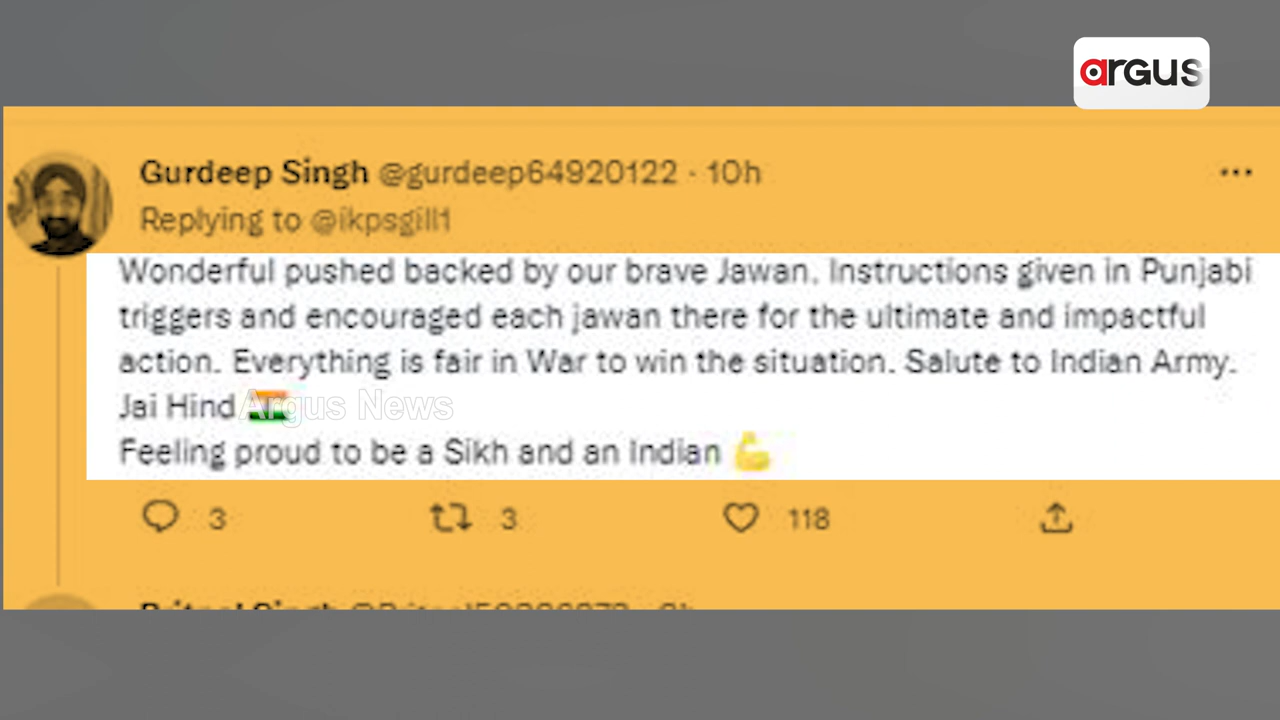 argus
Gurdeep Singh @gurdeep64920122 · 10h
Replying to @ikpsgill1
Wonderful pushed backed by our brave Jawan. Instructions given in Punjabi
triggers and encouraged each jawan there for the ultimate and impactful
action. Everything is fair in War to win the situation. Salute to Indian Army.
Jai Hind 🇮🇳
Argus News
Feeling proud to be a Sikh and an Indian 💪
3 3 118